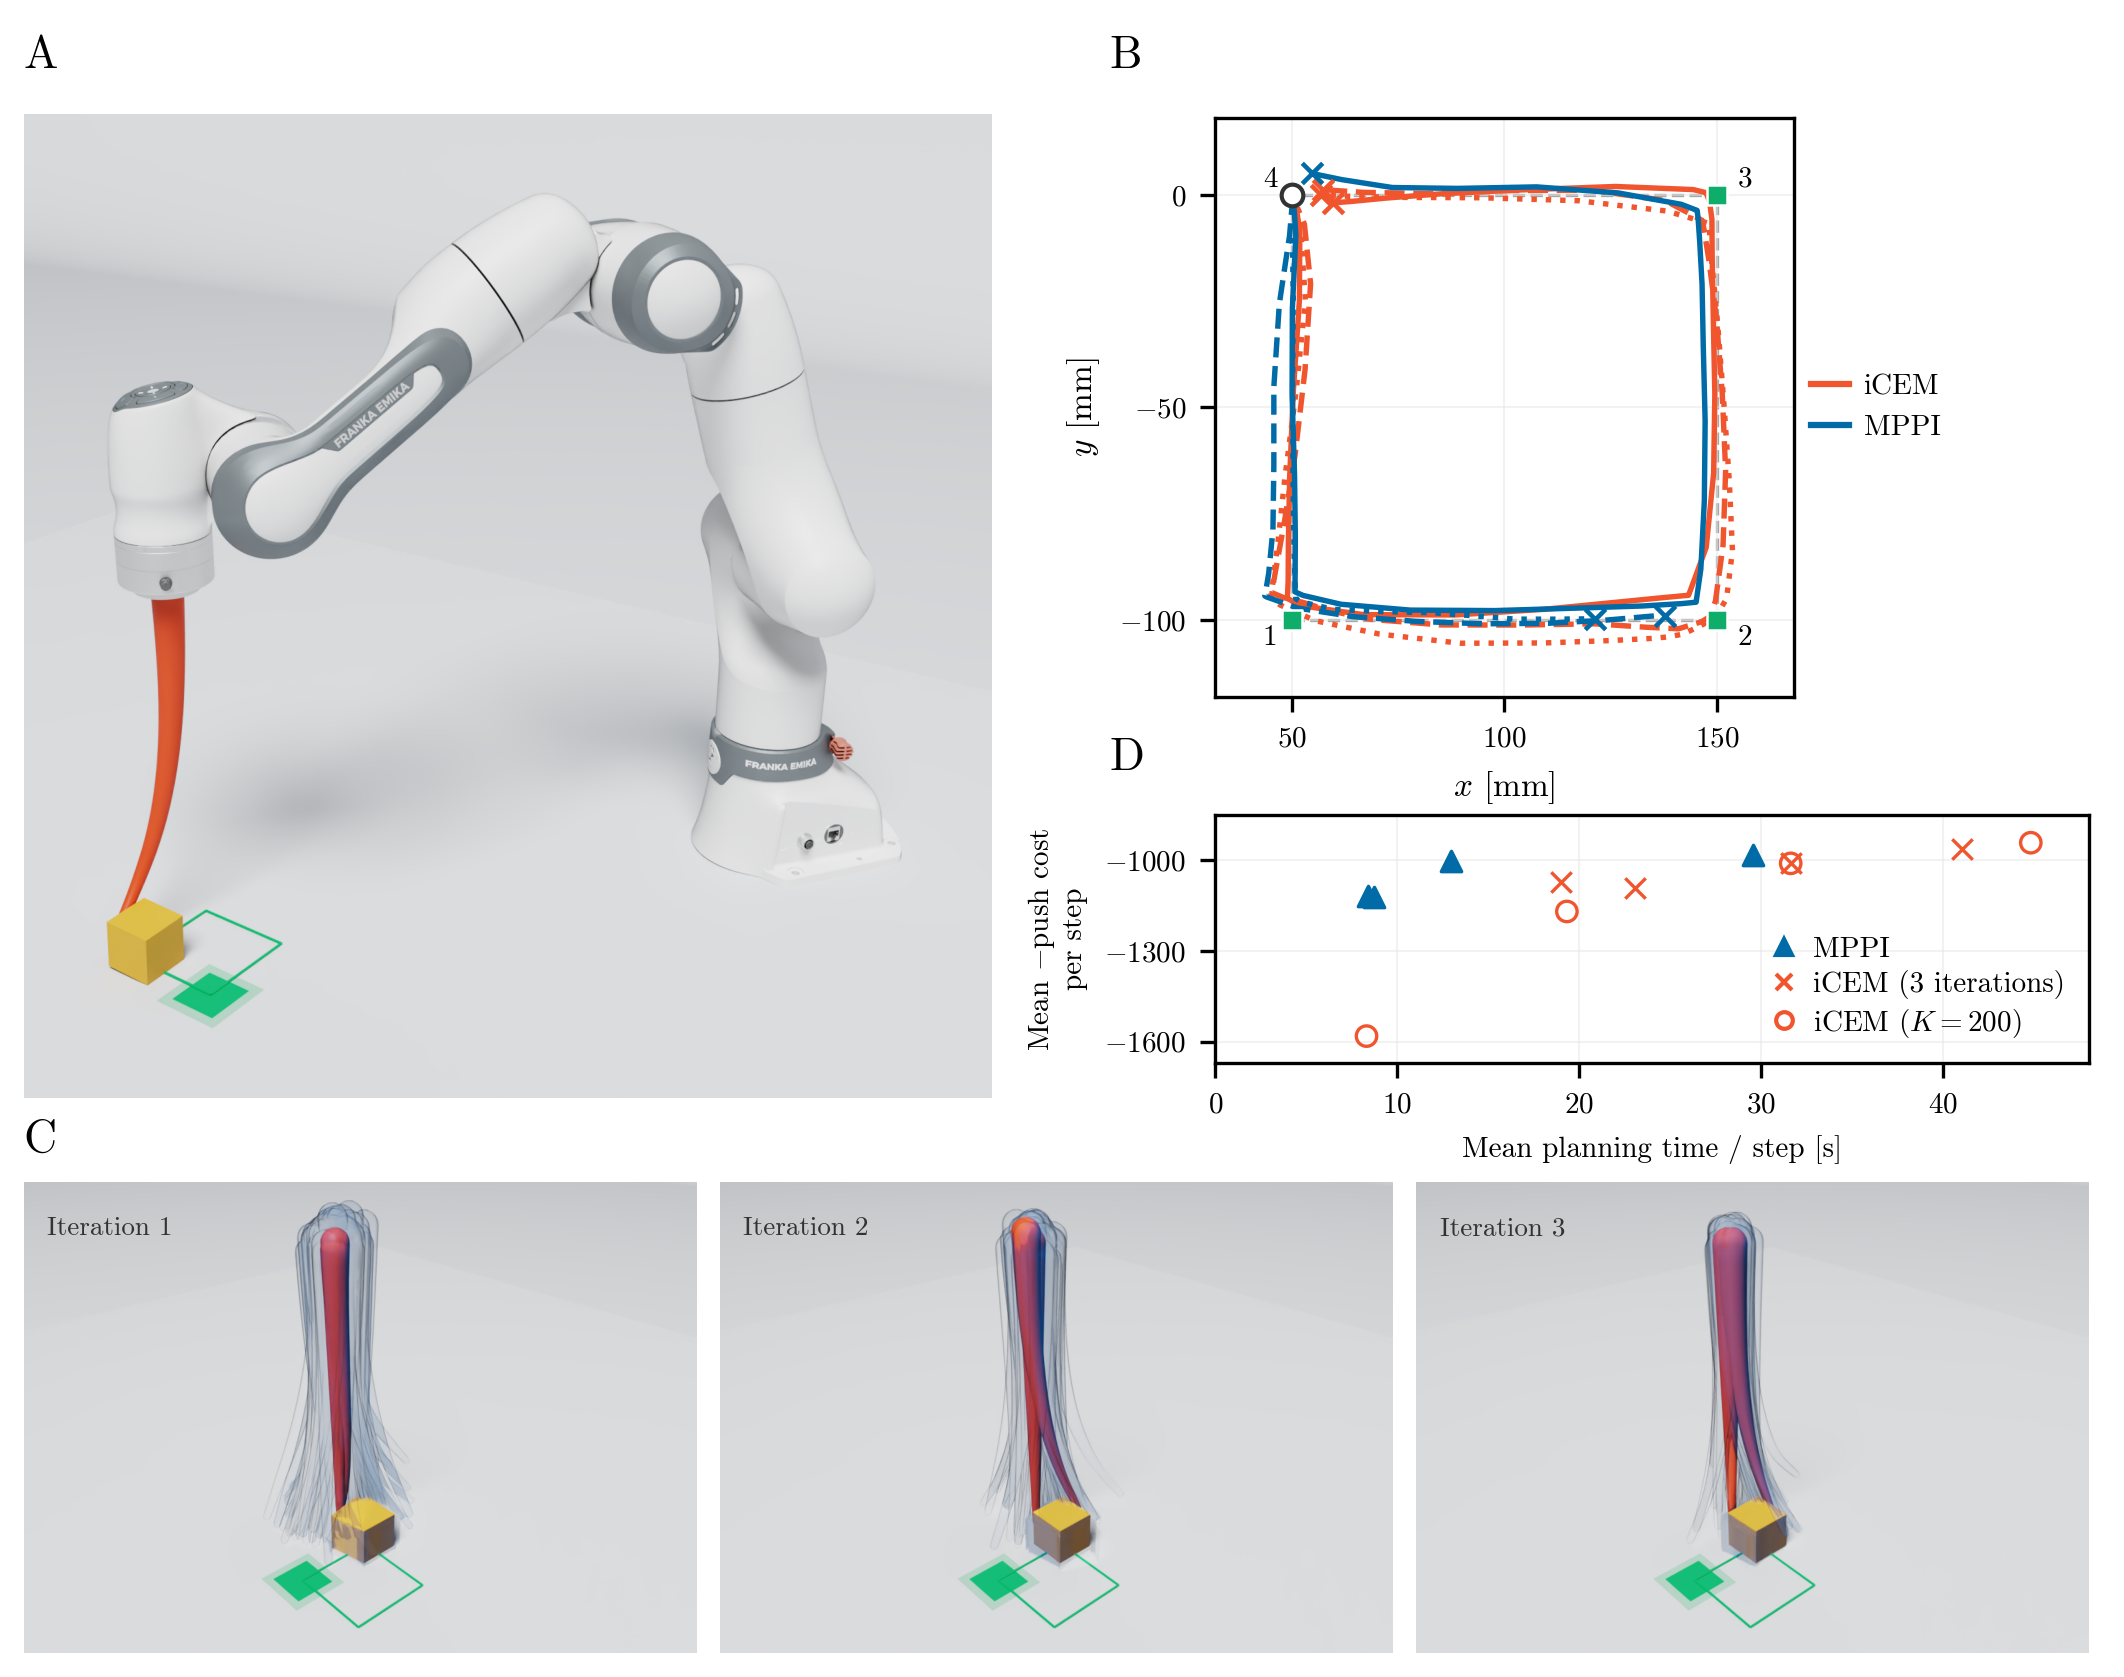 A
FRANKA EMIKA
FRANKA EMIKA
B
4
3
1
2
0
−50
−100
y [mm]
50
100
150
x [mm]
iCEM
MPPI
D
Mean −push cost
per step
−1000
−1300
−1600
MPPI
iCEM (3 iterations)
iCEM (K = 200)
0
10
20
30
40
Mean planning time / step [s]
C
Iteration 1
Iteration 2
Iteration 3